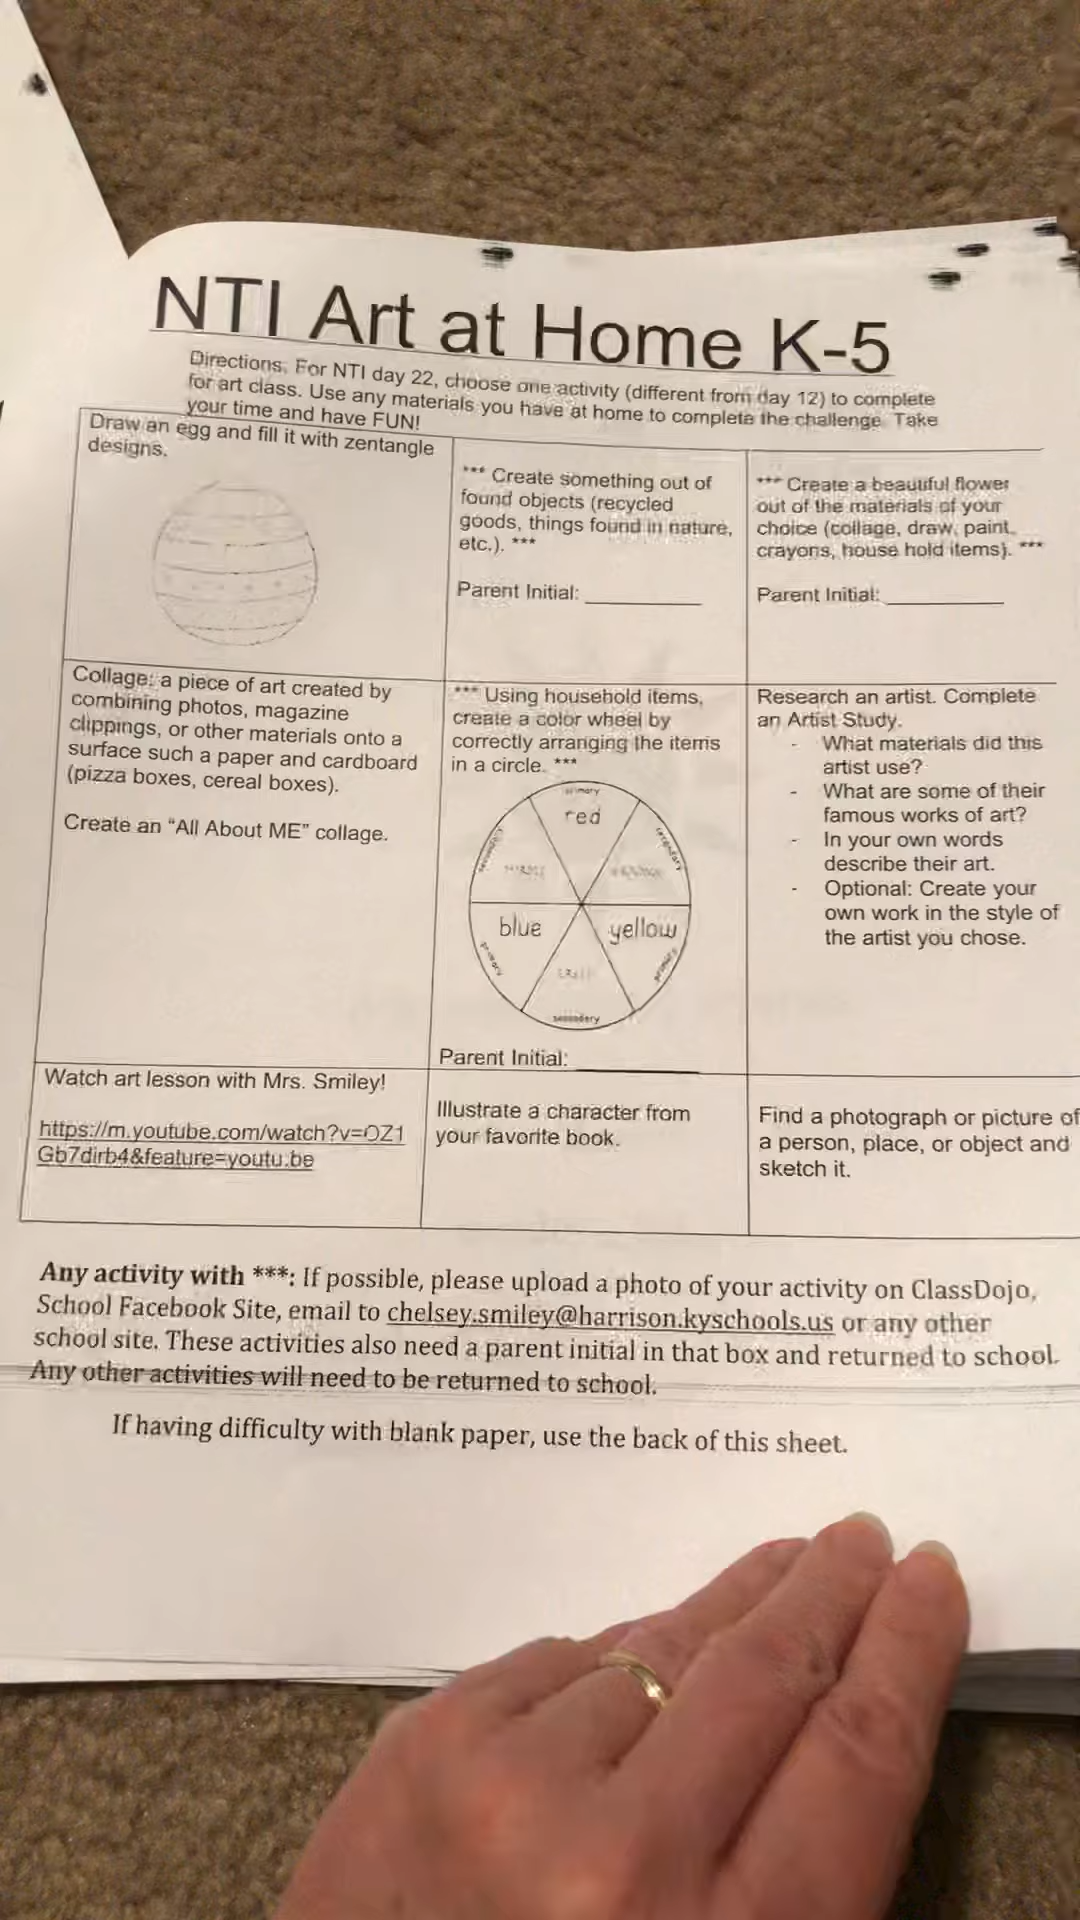 NTI Art at Home K-5
Directions. For NTI day 22, choose one activity (different from day 12) to complete
for art class. Use any materials you have at home to complete the challenge. Take
your time and have FUN!
Draw an egg and fill it with zentangle
designs.
*** Create something out of
found objects (recycled
goods, things found in nature,
etc.). ***
Parent Initial:
*** Create a beautiful flower
out of the materials of your
choice (collage, draw, paint,
crayons, house hold items). ***
Parent Initial:
Collage: a piece of art created by
combining photos, magazine
clippings, or other materials onto a
surface such a paper and cardboard
(pizza boxes, cereal boxes).
Create an “All About ME” collage.
*** Using household items,
create a color wheel by
correctly arranging the items
in a circle. ***
primary
red
secondary
secondary
blue
yellow
primary
primary
secondary
Parent Initial:
Research an artist. Complete
an Artist Study.
- What materials did this
artist use?
- What are some of their
famous works of art?
- In your own words
describe their art.
- Optional: Create your
own work in the style of
the artist you chose.
Watch art lesson with Mrs. Smiley!
https://m.youtube.com/watch?v=OZ1
Gb7dirb4&feature=youtu.be
Illustrate a character from
your favorite book.
Find a photograph or picture of
a person, place, or object and
sketch it.
Any activity with ***: If possible, please upload a photo of your activity on ClassDojo,
School Facebook Site, email to chelsey.smiley@harrison.kyschools.us or any other
school site. These activities also need a parent initial in that box and returned to school.
Any other activities will need to be returned to school.
If having difficulty with blank paper, use the back of this sheet.